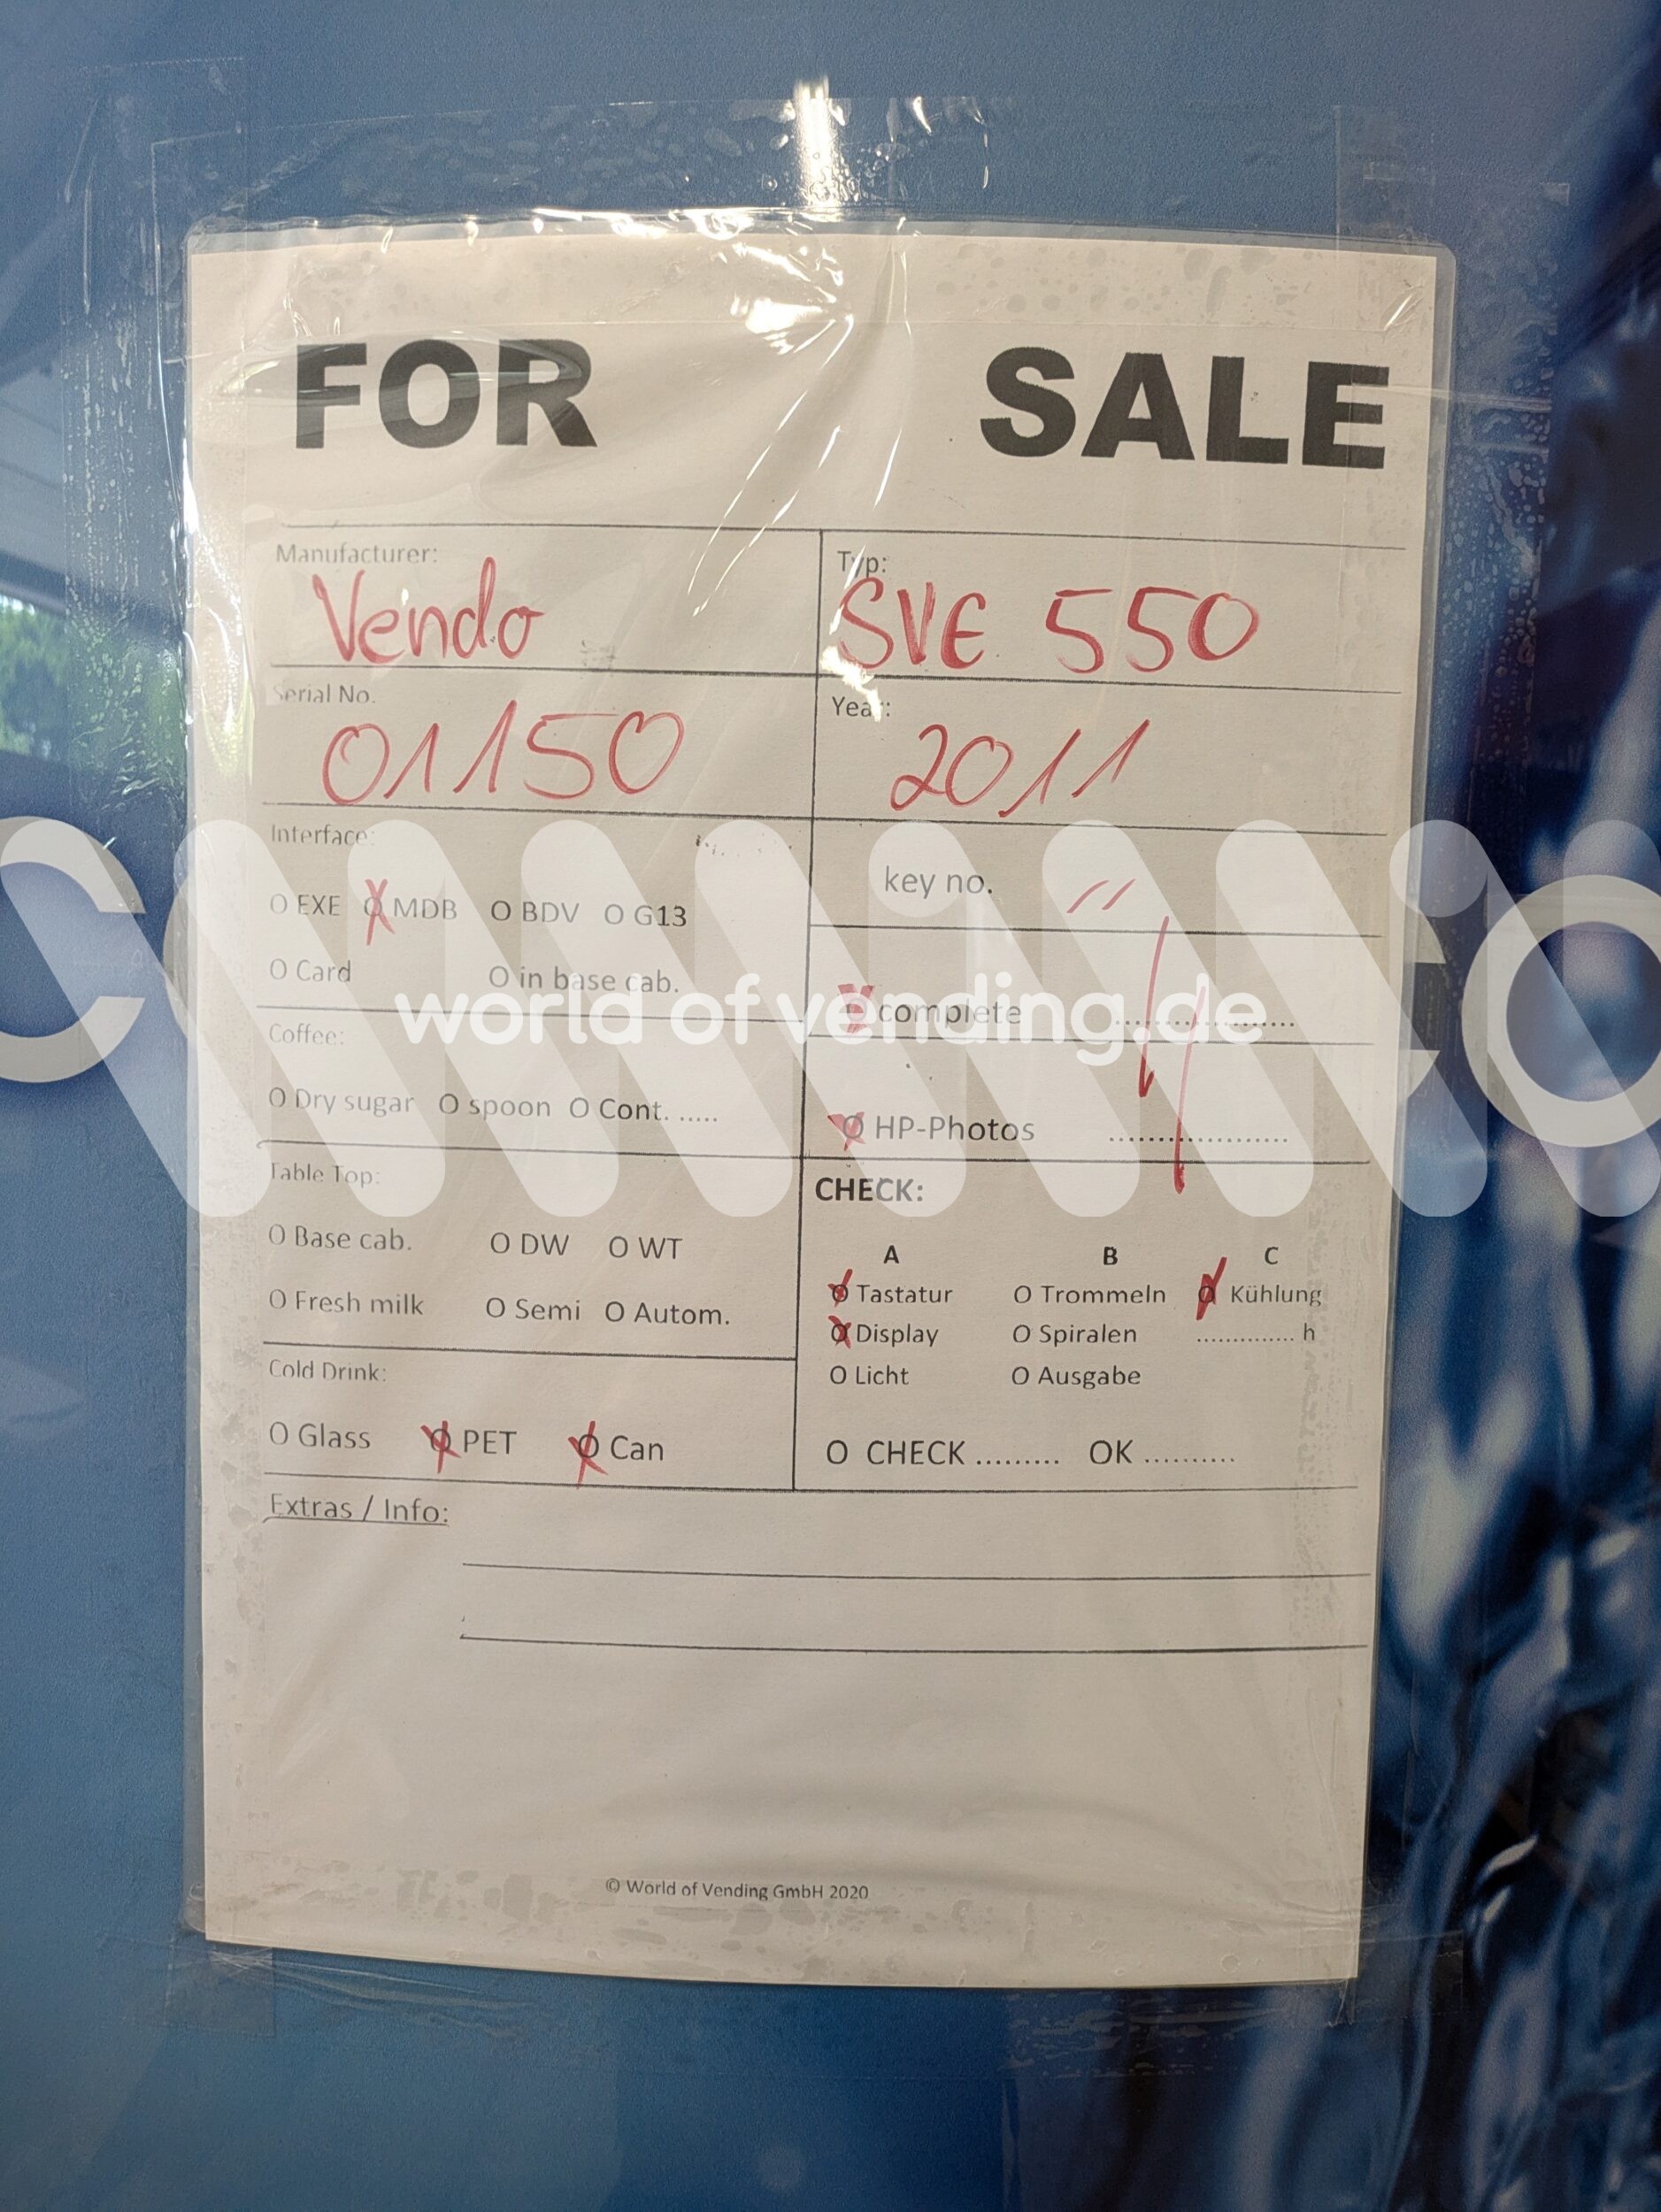 FOR SALE
Manufacturer: Typ:
Vendo SVE 550
Serial No. Year:
01150 2011
Interface:
key no. "
O EXE O MDB O BDV O G13
O Card O in base cab.
world of vending.de
O complete ....................
Coffee:
O Dry sugar O spoon O Cont. .....
O HP-Photos ....................
Table Top:
CHECK:
O Base cab. O DW O WT
A B C
O Tastatur O Trommeln O Kühlung
O Fresh milk O Semi O Autom.
O Display O Spiralen .............. h
Cold Drink:
O Licht O Ausgabe
O Glass O PET O Can
O CHECK ......... OK ..........
Extras / Info:
© World of Vending GmbH 2020